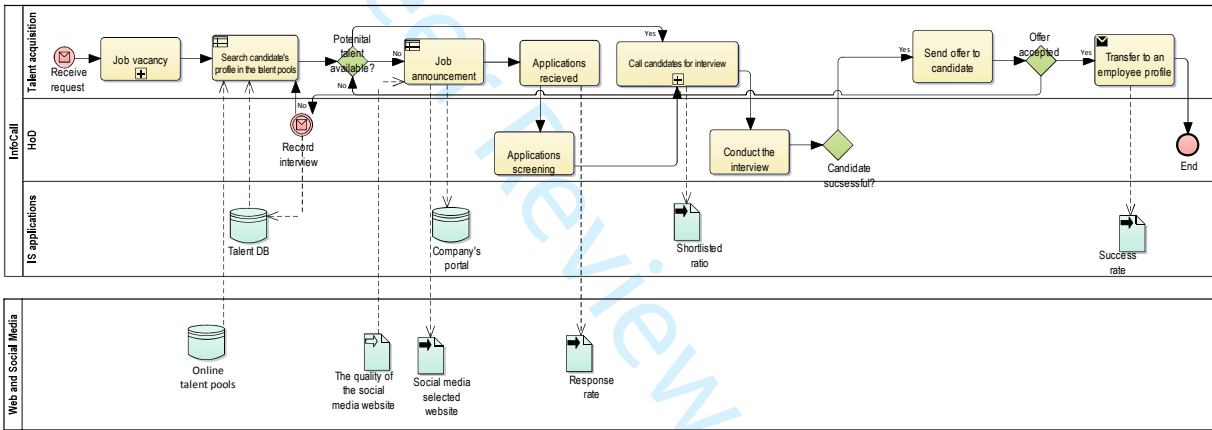 InfoCall
Talent acquisition
Receive
request
Job vacancy
Search candidate's
profile in the talent pools
Potenital
talent
available?
No
Yes
No
Job
announcement
Applications
recieved
Yes
Call candidates for interview
Yes
Send offer to
candidate
Offer
accepted
Yes
Transfer to an
employee profile
HoD
No
Record
interview
Applications
screening
Conduct the
interview
Candidate
sucsessful?
End
IS applications
Talent DB
Company's
portal
Shortlisted
ratio
Success
rate
Web and Social Media
Online
talent pools
The quality of
the social
media website
Social media
selected
website
Response
rate
er Review